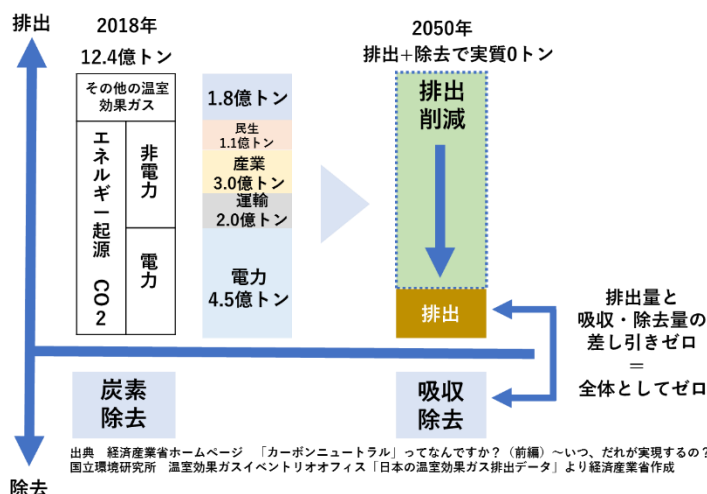 排出
2018年
12.4億トン
2050年
排出+除去で実質0トン
その他の温室
効果ガス
エネルギー起源 CO2
非電力
電力
1.8億トン
民生
1.1億トン
産業
3.0億トン
運輸
2.0億トン
電力
4.5億トン
排出
削減
排出
排出量と
吸収・除去量の
差し引きゼロ
=
全体としてゼロ
炭素
除去
吸収
除去
出典 経済産業省ホームページ 「カーボンニュートラル」ってなんですか?(前編)~いつ、だれが実現するの?
国立環境研究所 温室効果ガスイベントリオオフィス「日本の温室効果ガス排出データ」より経済産業省作成
除去